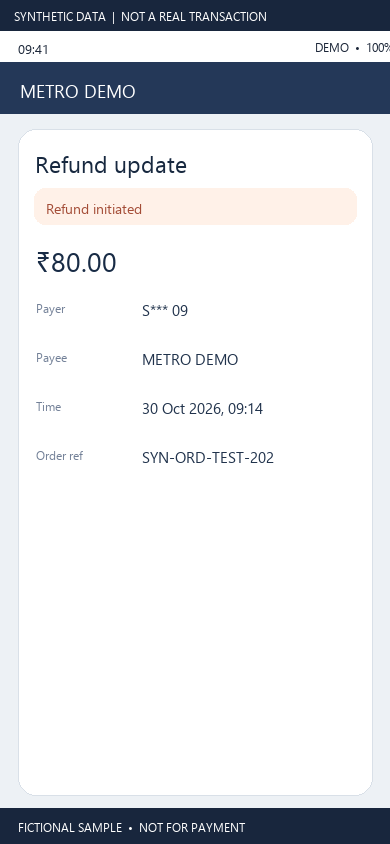 SYNTHETIC DATA | NOT A REAL TRANSACTION
09:41 DEMO • 100%
METRO DEMO
Refund update
Refund initiated
₹80.00
Payer S*** 09
Payee METRO DEMO
Time 30 Oct 2026, 09:14
Order ref SYN-ORD-TEST-202
FICTIONAL SAMPLE • NOT FOR PAYMENT